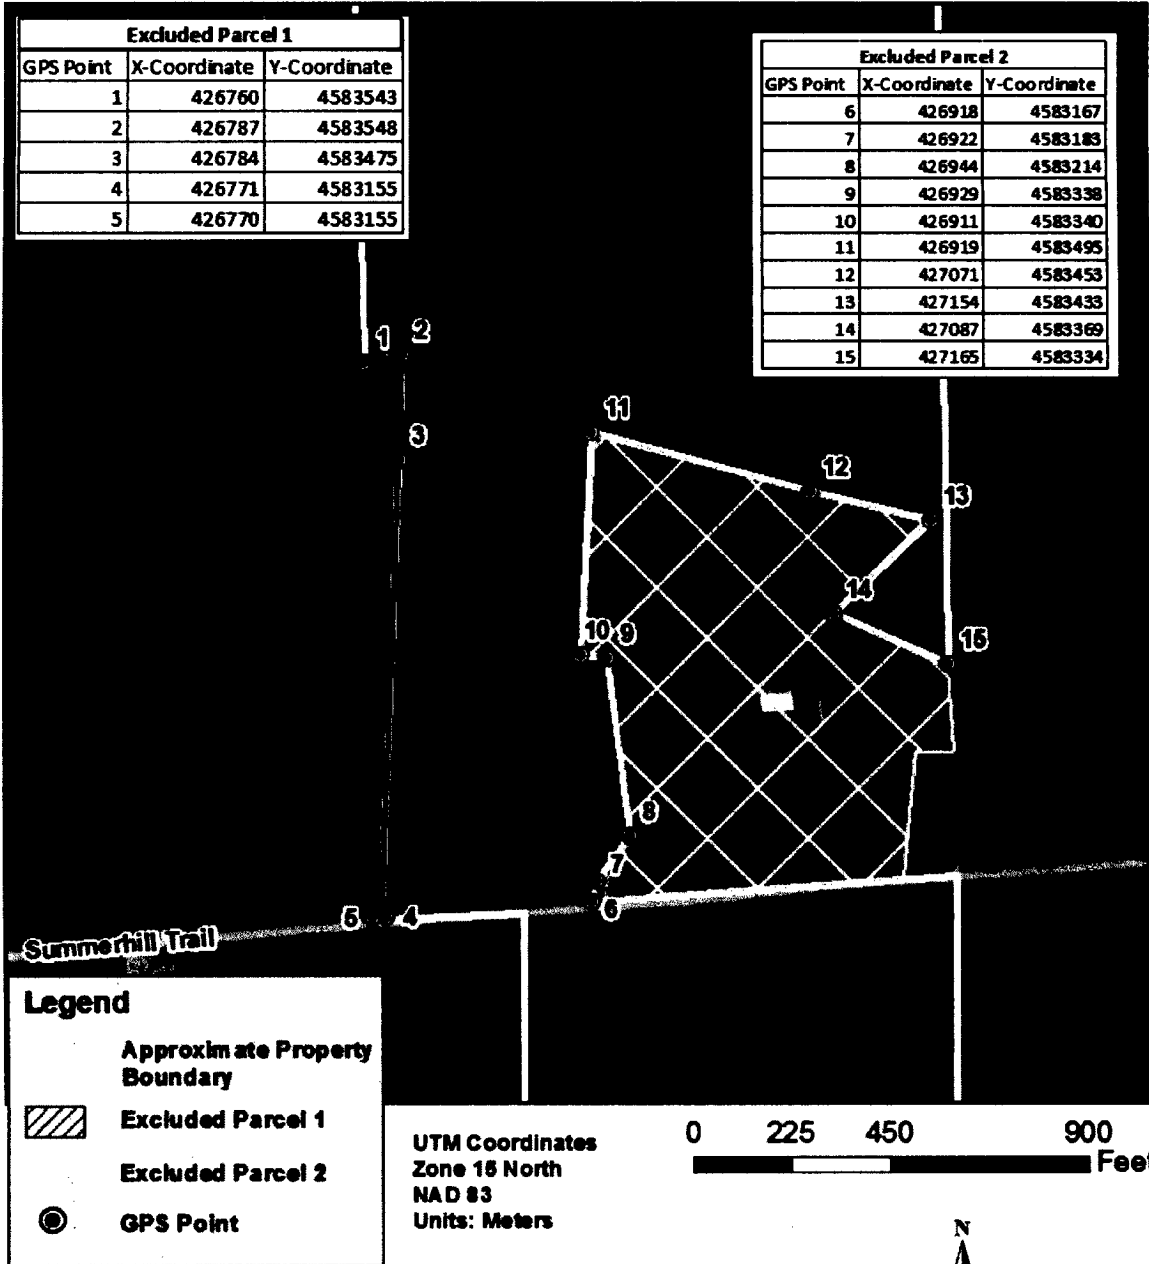 Excluded Parcel 1
GPS Point X-Coordinate Y-Coordinate
1 426760 4583543
2 426787 4583548
3 426784 4583475
4 426771 4583155
5 426770 4583155
Excluded Parcel 2
GPS Point X-Coordinate Y-Coordinate
6 426918 4583167
7 426922 4583183
8 426944 4583214
9 426929 4583338
10 426911 4583340
11 426919 4583495
12 427071 4583453
13 427154 4583433
14 427087 4583369
15 427165 4583334
1
2
3
11
12
13
14
10
9
15
8
7
6
5
4
Summerhill Trail
Legend
Approximate Property
Boundary
Excluded Parcel 1
Excluded Parcel 2
GPS Point
UTM Coordinates
Zone 15 North
NAD 83
Units: Meters
0 225 450 900
Feet
N